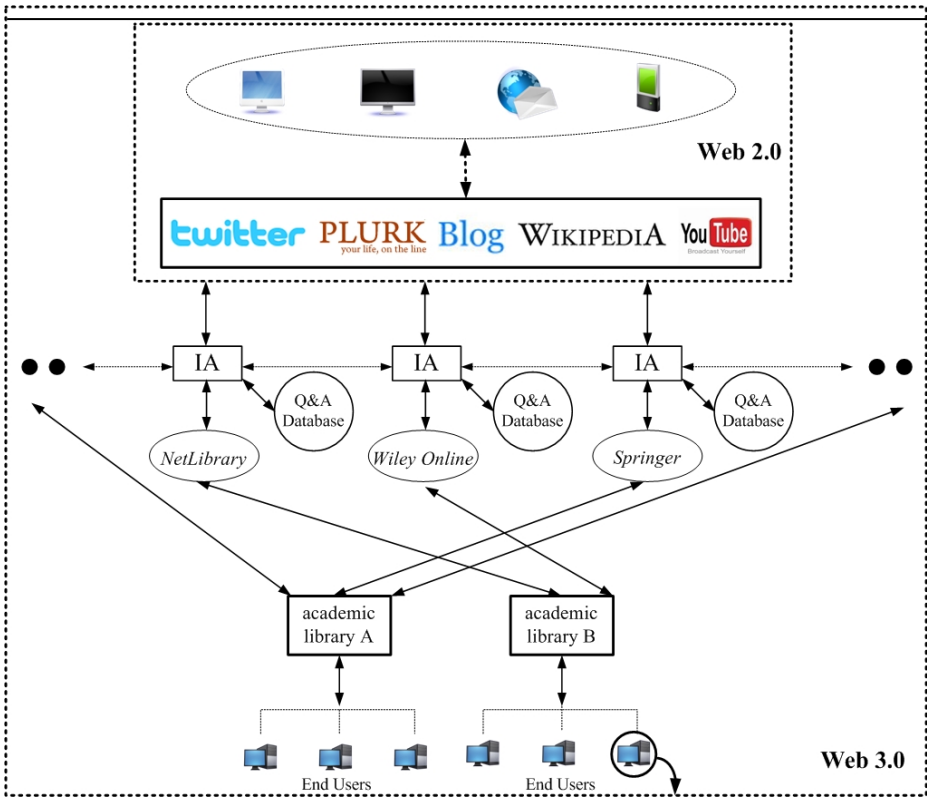 Web 2.0
twitter PLURK Blog WIKIPEDIA YouTube
your life, on the line
Broadcast Yourself
IA IA IA
Q&A Q&A Q&A
Database Database Database
NetLibrary Wiley Online Springer
academic academic
library A library B
End Users End Users
Web 3.0